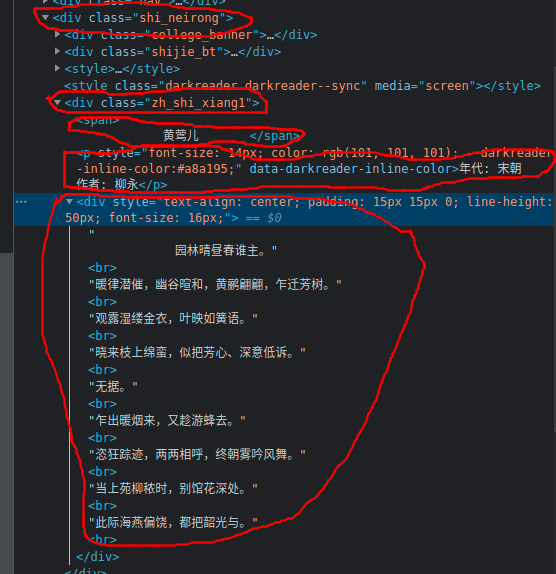 <div class="shi_neirong">
<div class="college_banner">…</div>
<div class="shijie_bt">…</div>
<style>…</style>
<style class="darkreader darkreader--sync" media="screen"></style>
<div class="zh_shi_xiang1">
<span>
黄莺儿 </span>
<p style="font-size: 14px; color: rgb(101, 101, 101); --darkreader
-inline-color:#a8a195;" data-darkreader-inline-color>年代: 宋朝
作者: 柳永</p>
<div style="text-align: center; padding: 15px 15px 0; line-height:
50px; font-size: 16px;"> == $0
"
园林晴昼春谁主。"
<br>
"暖律潜催，幽谷暄和，黄鹂翩翩，乍迁芳树。"
<br>
"观露湿缕金衣，叶映如簧语。"
<br>
"晓来枝上绵蛮，似把芳心、深意低诉。"
<br>
"无据。"
<br>
"乍出暖烟来，又趁游蜂去。"
<br>
"恣狂踪迹，两两相呼，终朝雾吟风舞。"
<br>
"当上苑柳秾时，别馆花深处。"
<br>
"此际海燕偏饶，都把韶光与。"
<br>
</div>